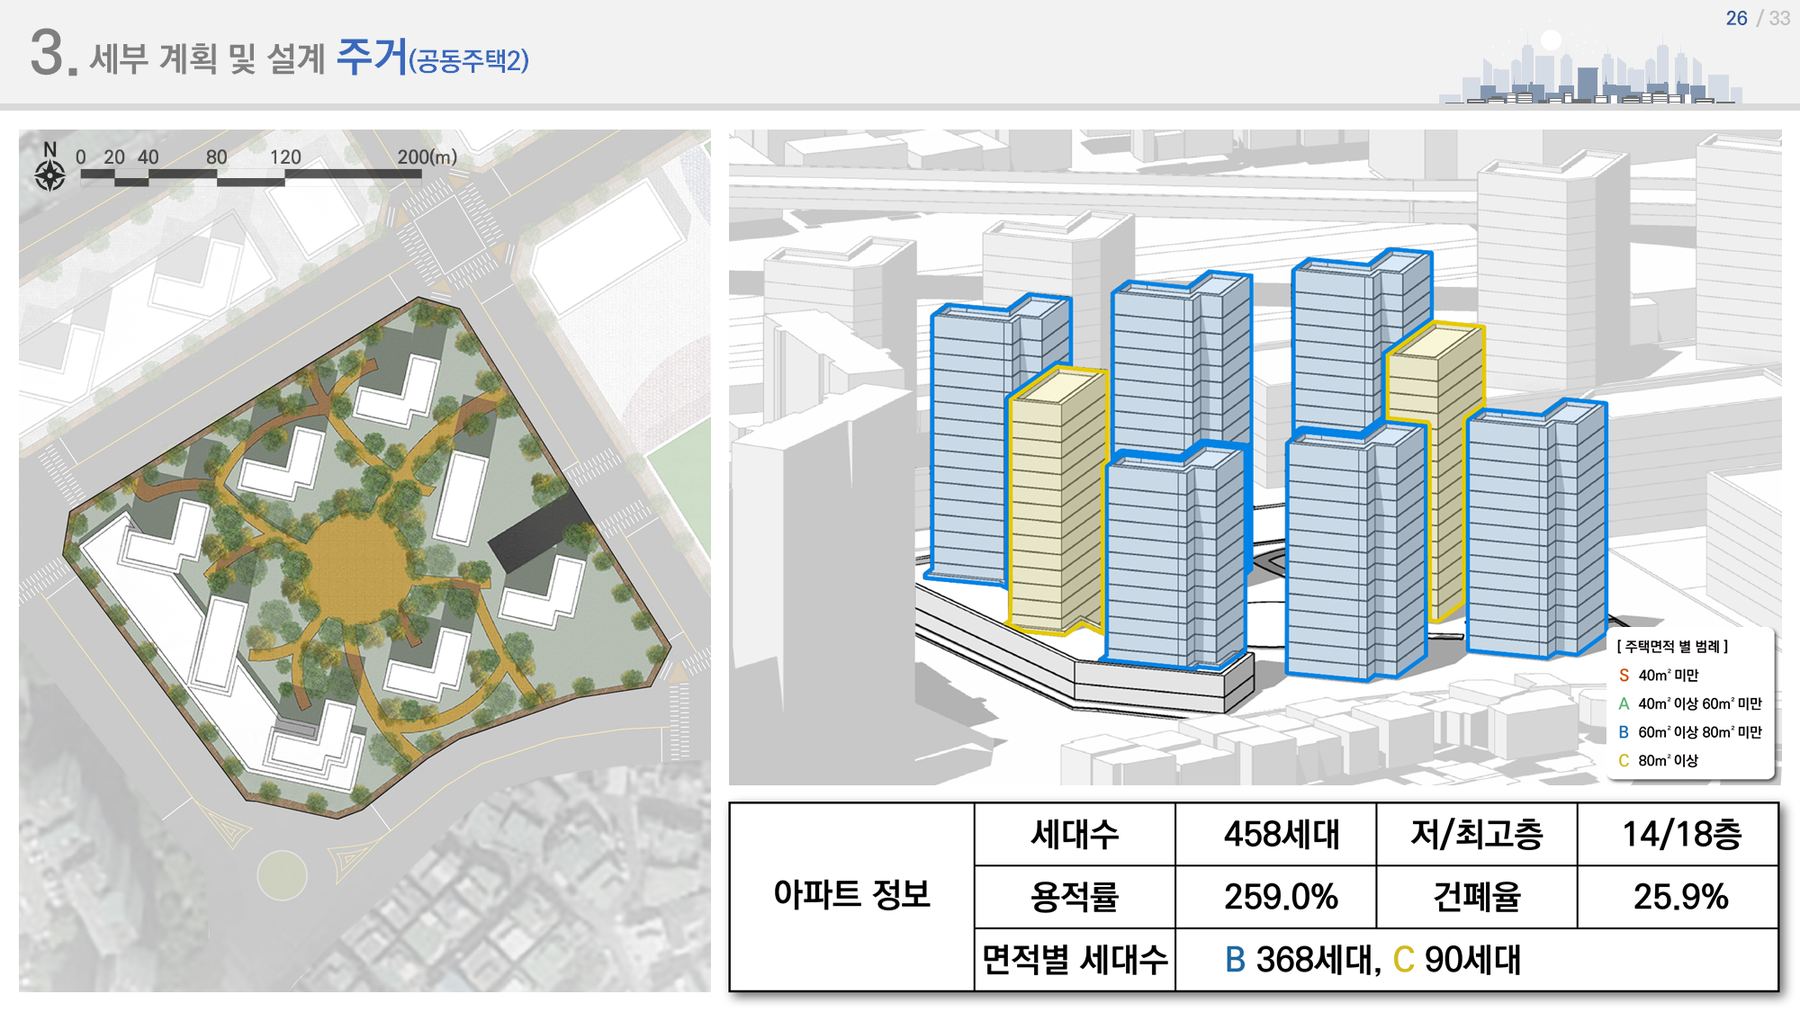 26 / 33
3. 세부 계획 및 설계 주거(공동주택2)
N 0 20 40 80 120 200(m)
[ 주택면적 별 범례 ]
S 40m² 미만
A 40m² 이상 60m² 미만
B 60m² 이상 80m² 미만
C 80m² 이상
아파트 정보
세대수 458세대 저/최고층 14/18층
용적률 259.0% 건폐율 25.9%
면적별 세대수 B 368세대, C 90세대